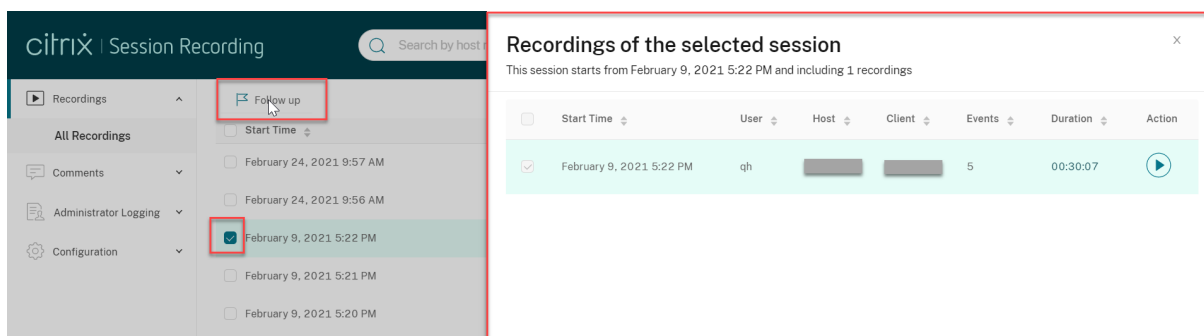 citrix | Session Recording
Search by host
Recordings
All Recordings
Comments
Administrator Logging
Configuration
Follow up
Start Time
February 24, 2021 9:57 AM
February 24, 2021 9:56 AM
February 9, 2021 5:22 PM
February 9, 2021 5:21 PM
February 9, 2021 5:20 PM
Recordings of the selected session
This session starts from February 9, 2021 5:22 PM and including 1 recordings
Start Time User Host Client Events Duration Action
February 9, 2021 5:22 PM qh 5 00:30:07